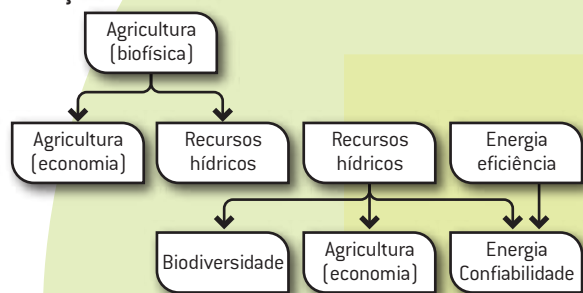 Agricultura
(biofísica)
Agricultura
(economia)
Recursos
hídricos
Recursos
hídricos
Energia
eficiência
Biodiversidade
Agricultura
(economia)
Energia
Confiabilidade